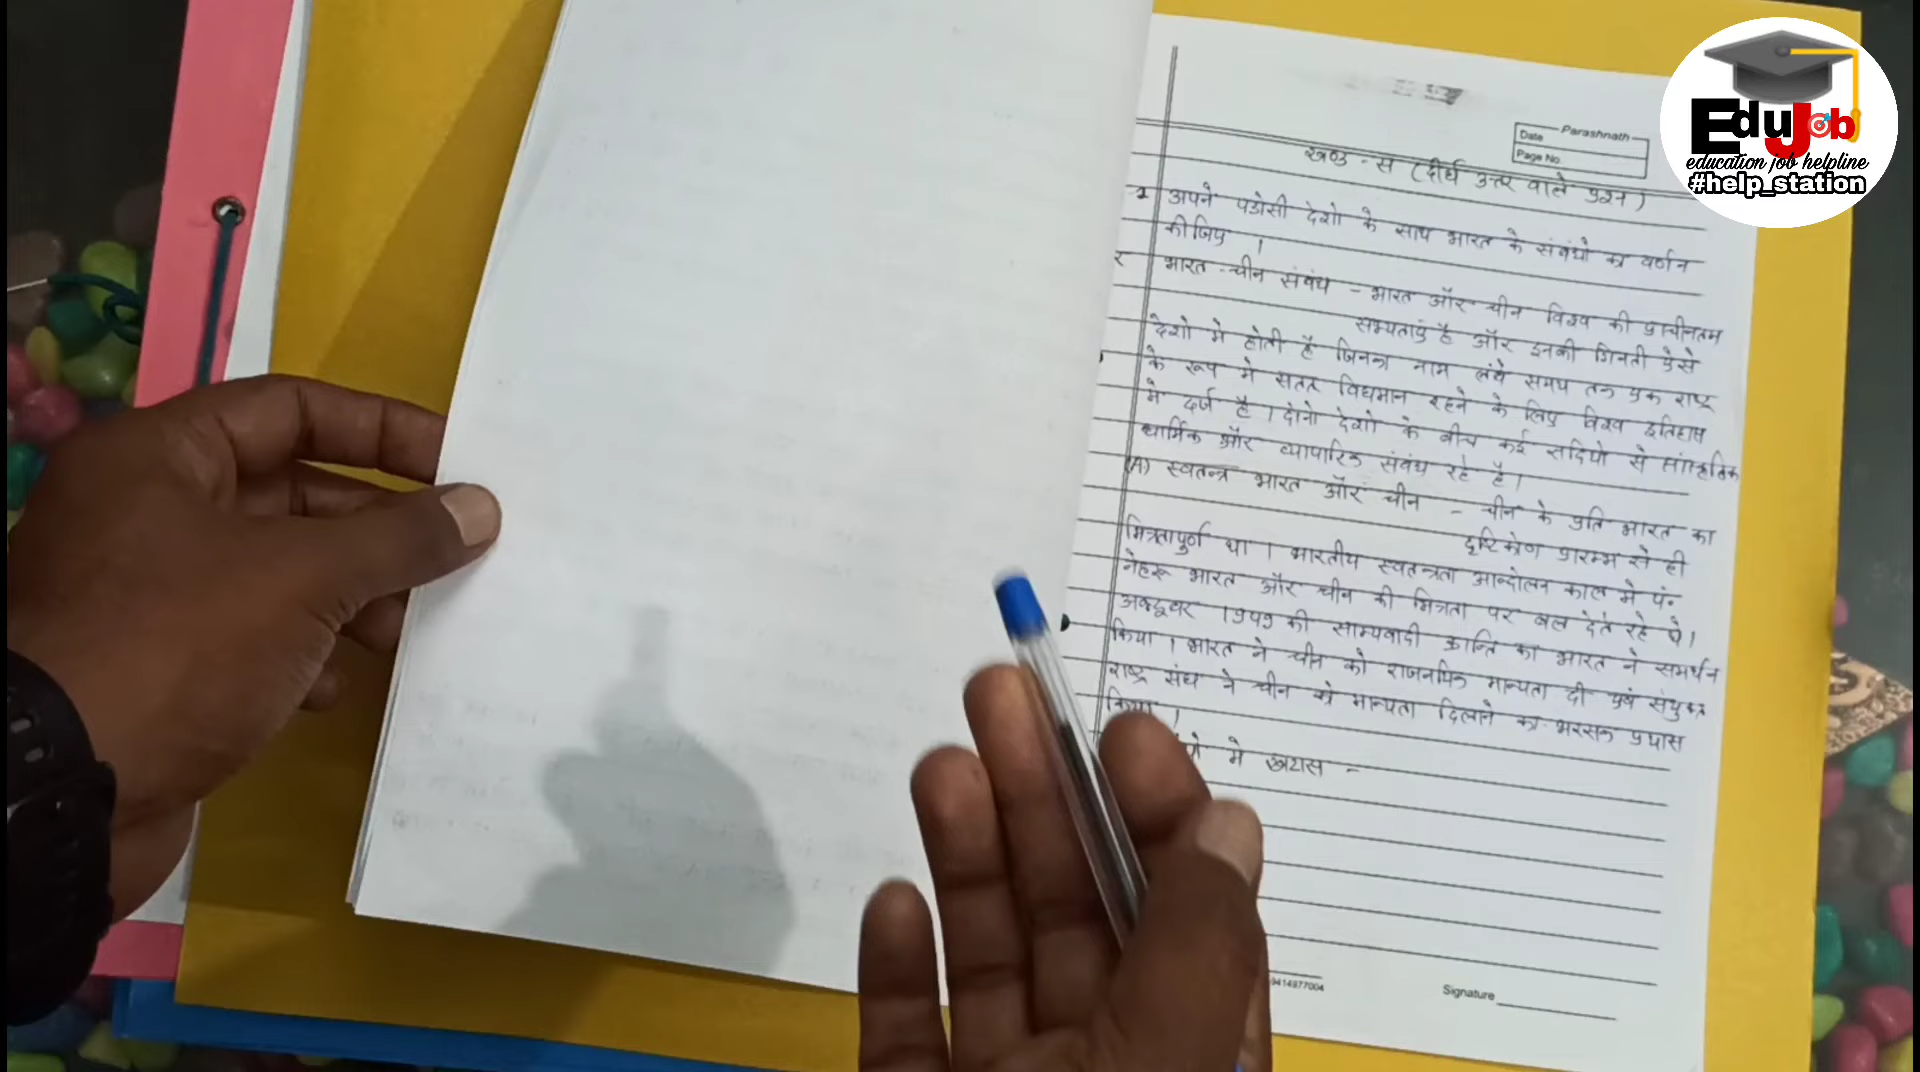 EduJob
education job helpline
#help_station
Parashnath
Date
Page No.
खण्ड - स (दीर्घ उत्तर वाले प्रश्न)
अपने पडोसी देशो के साथ भारत के संबंधो का वर्णन
कीजिए ।
भारत - चीन संबंध - भारत और चीन विश्व की प्राचीनतम
सभ्यताएं है और इनकी गिनती ऐसे
देशो मे होती है जिनका नाम लंबे समय तक एक राष्ट्र
के रूप मे सतत विद्यमान रहने के लिए विश्व इतिहास
मे दर्ज है । दोनो देशो के बीच कई सदियो से सांस्कृतिक
धार्मिक और व्यापारिक संबंध रहे है ।
(A) स्वतन्त्र भारत और चीन - चीन के प्रति भारत का
दृष्टिकोण प्रारम्भ से ही
मित्रतापुर्ण था । भारतीय स्वतन्त्रता आन्दोलन काल मे पं.
नेहरू भारत और चीन की मित्रता पर बल देते रहे थे।
अक्टूबर 1949 की साम्यवादी क्रान्ति का भारत ने समर्थन
किया । भारत ने चीन को राजनयिक मान्यता दी एवं संयुक्त
राष्ट्र संघ ने चीन को मान्यता दिलाने का भरसक प्रयास
किया ।
मे खटास -
9414977004
Signature